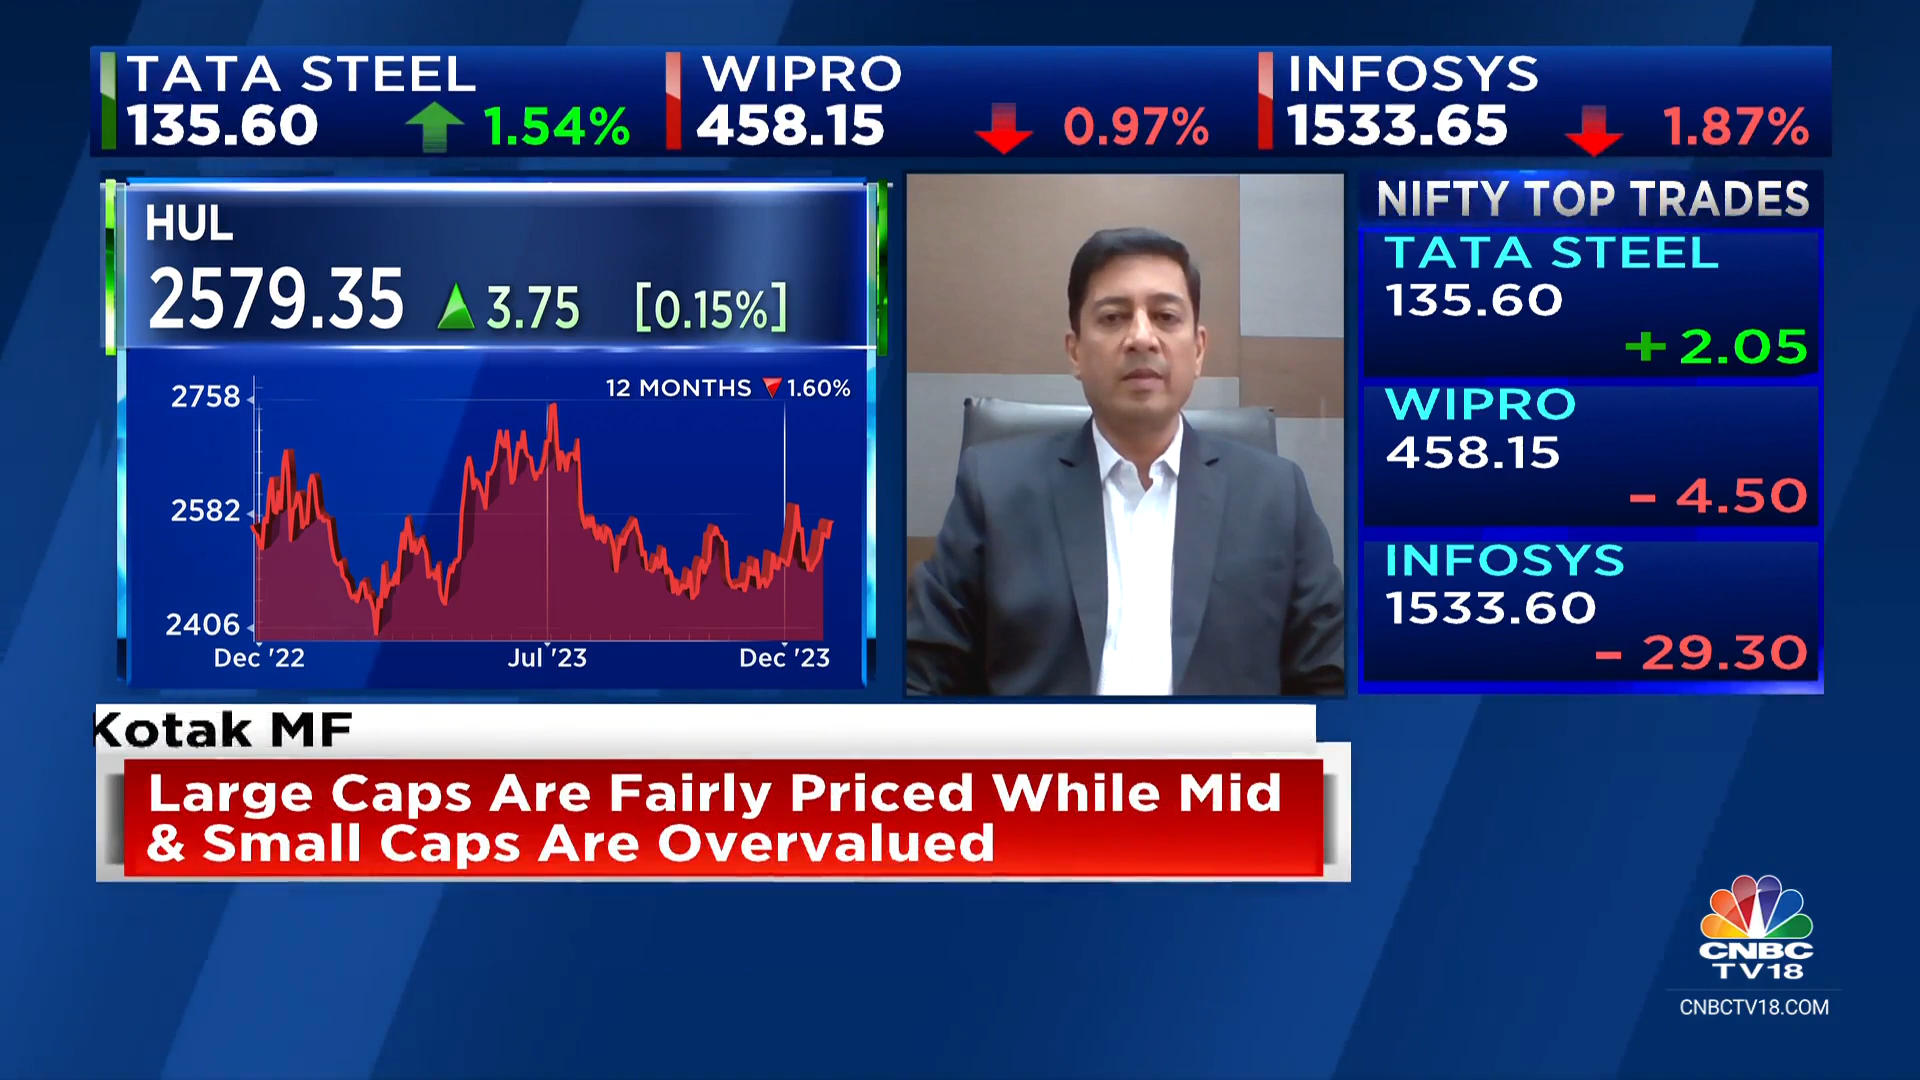 TATA STEEL
135.60 1.54%
WIPRO
458.15 0.97%
INFOSYS
1533.65 1.87%
HUL
2579.35 3.75 [0.15%]
12 MONTHS 1.60%
2758
2582
2406
Dec '22 Jul '23 Dec '23
NIFTY TOP TRADES
TATA STEEL
135.60
+ 2.05
WIPRO
458.15
- 4.50
INFOSYS
1533.60
- 29.30
Kotak MF
Large Caps Are Fairly Priced While Mid
& Small Caps Are Overvalued
CNBC
TV18
CNBCTV18.COM